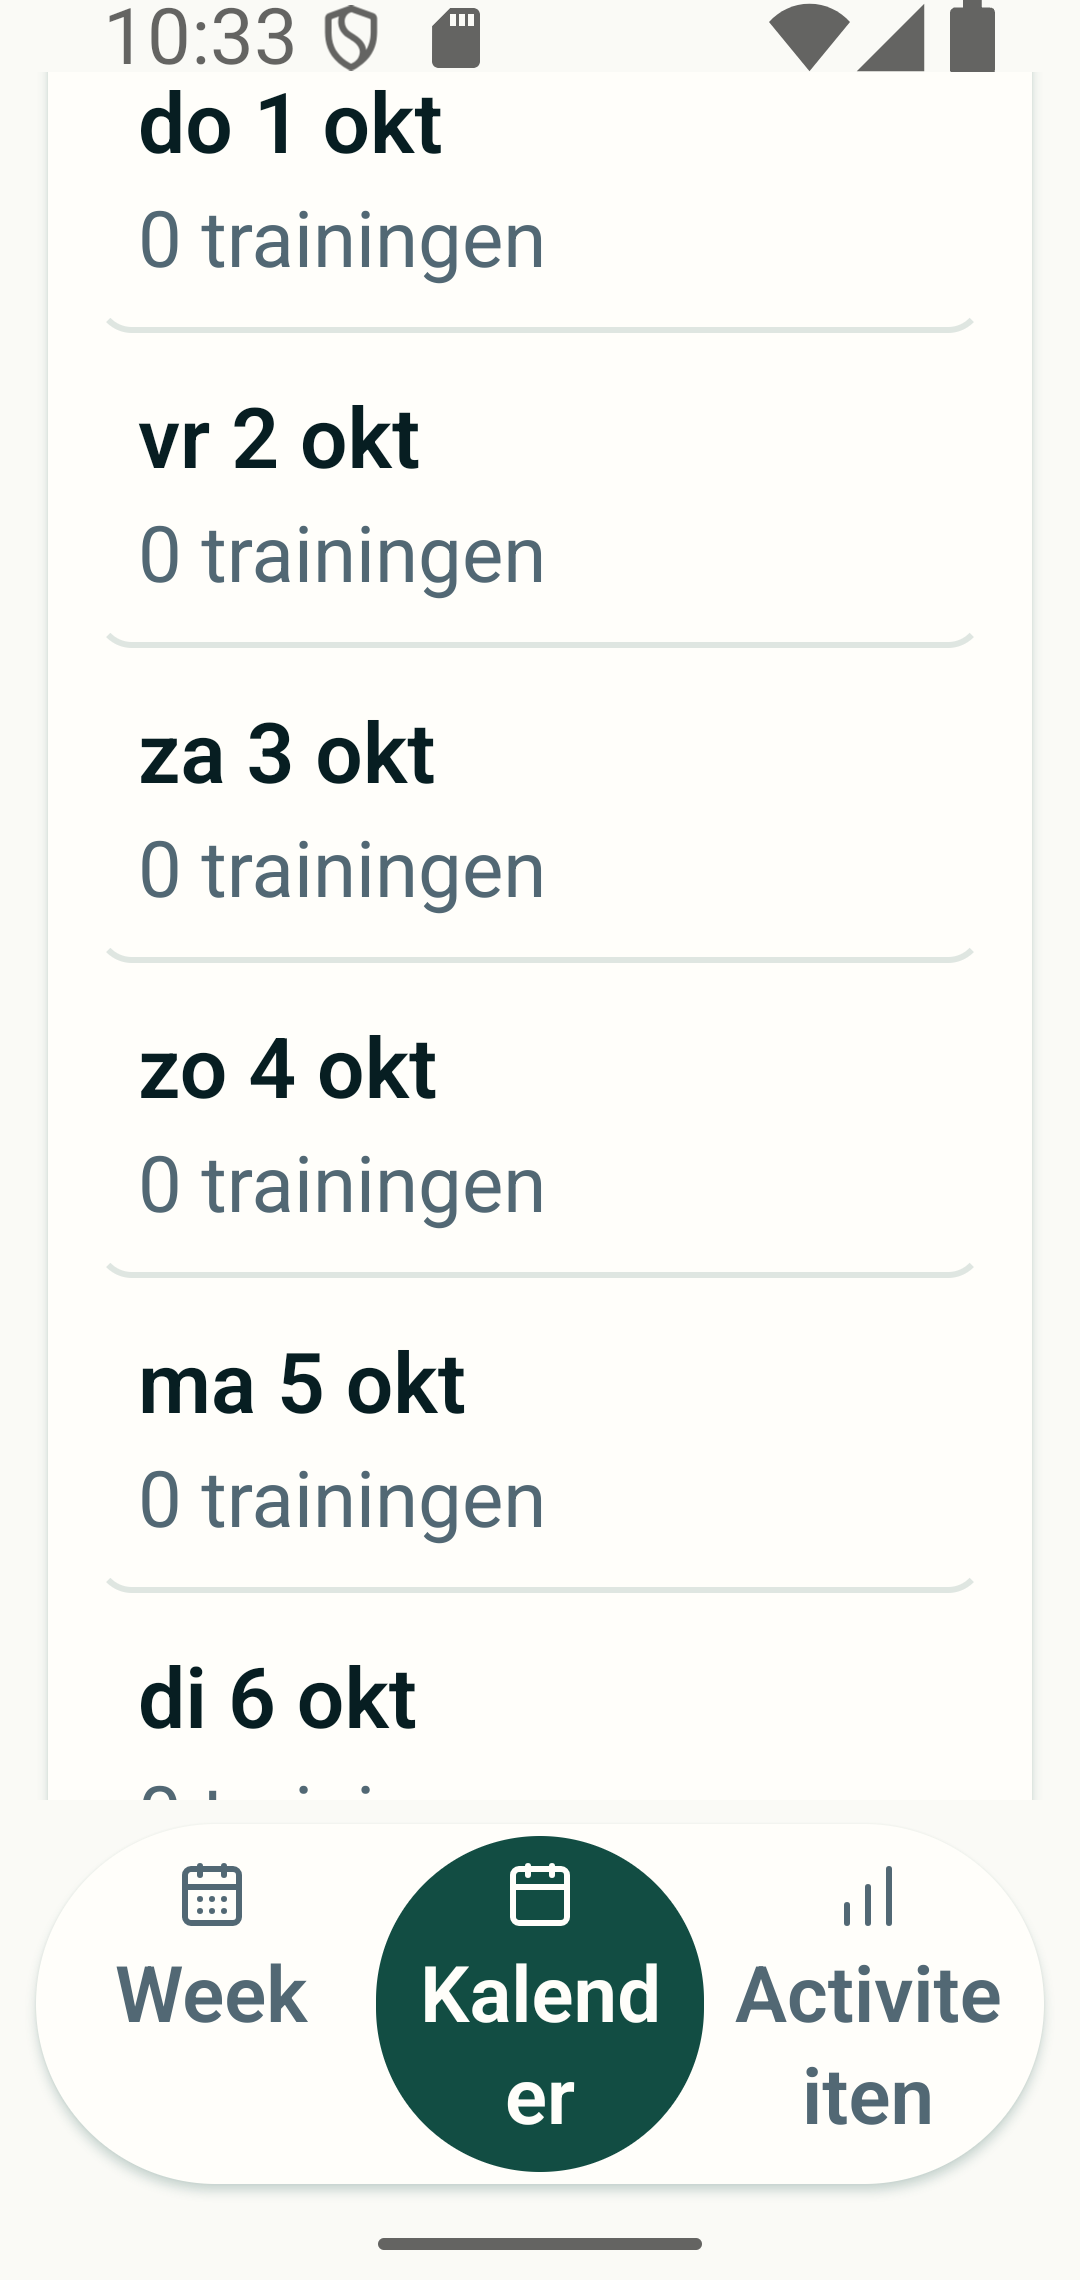 10:33
do 1 okt
0 trainingen
vr 2 okt
0 trainingen
za 3 okt
0 trainingen
zo 4 okt
0 trainingen
ma 5 okt
0 trainingen
di 6 okt
Week
Kalend
er
Activite
iten